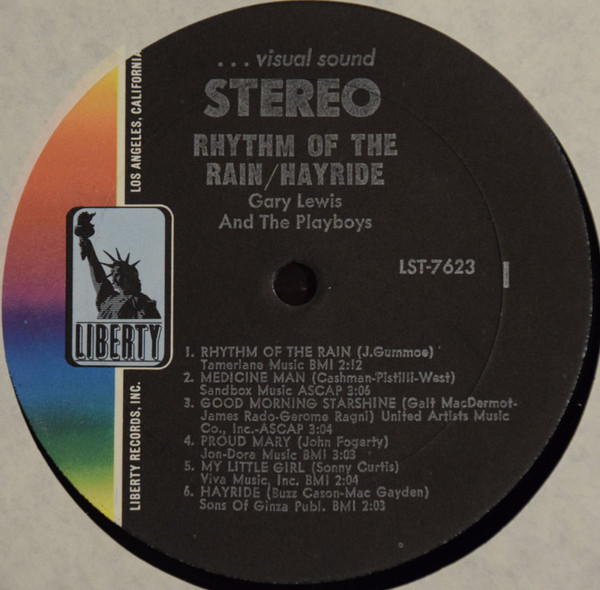 ...visual sound
STEREO
RHYTHM OF THE
RAIN/HAYRIDE
Gary Lewis
And The Playboys
LST-7623
I
LOS ANGELES, CALIFORNIA
LIBERTY
LIBERTY RECORDS, INC.
1. RHYTHM OF THE RAIN (J.Gummoe)
Tamerlane Music BMI 2:12
2. MEDICINE MAN (Cashman-Pistilli-West)
Sandbox Music ASCAP 3:06
3. GOOD MORNING STARSHINE (Galt MacDermot-
James Rado-Gerome Ragni) United Artists Music
Co., Inc.-ASCAP 3:04
4. PROUD MARY (John Fogarty)
Jon-Dora Music BMI 3:03
5. MY LITTLE GIRL (Sonny Curtis)
Viva Music, Inc. BMI 2:04
6. HAYRIDE (Buzz Cason-Mac Gayden)
Sons Of Ginza Publ. BMI 2:03